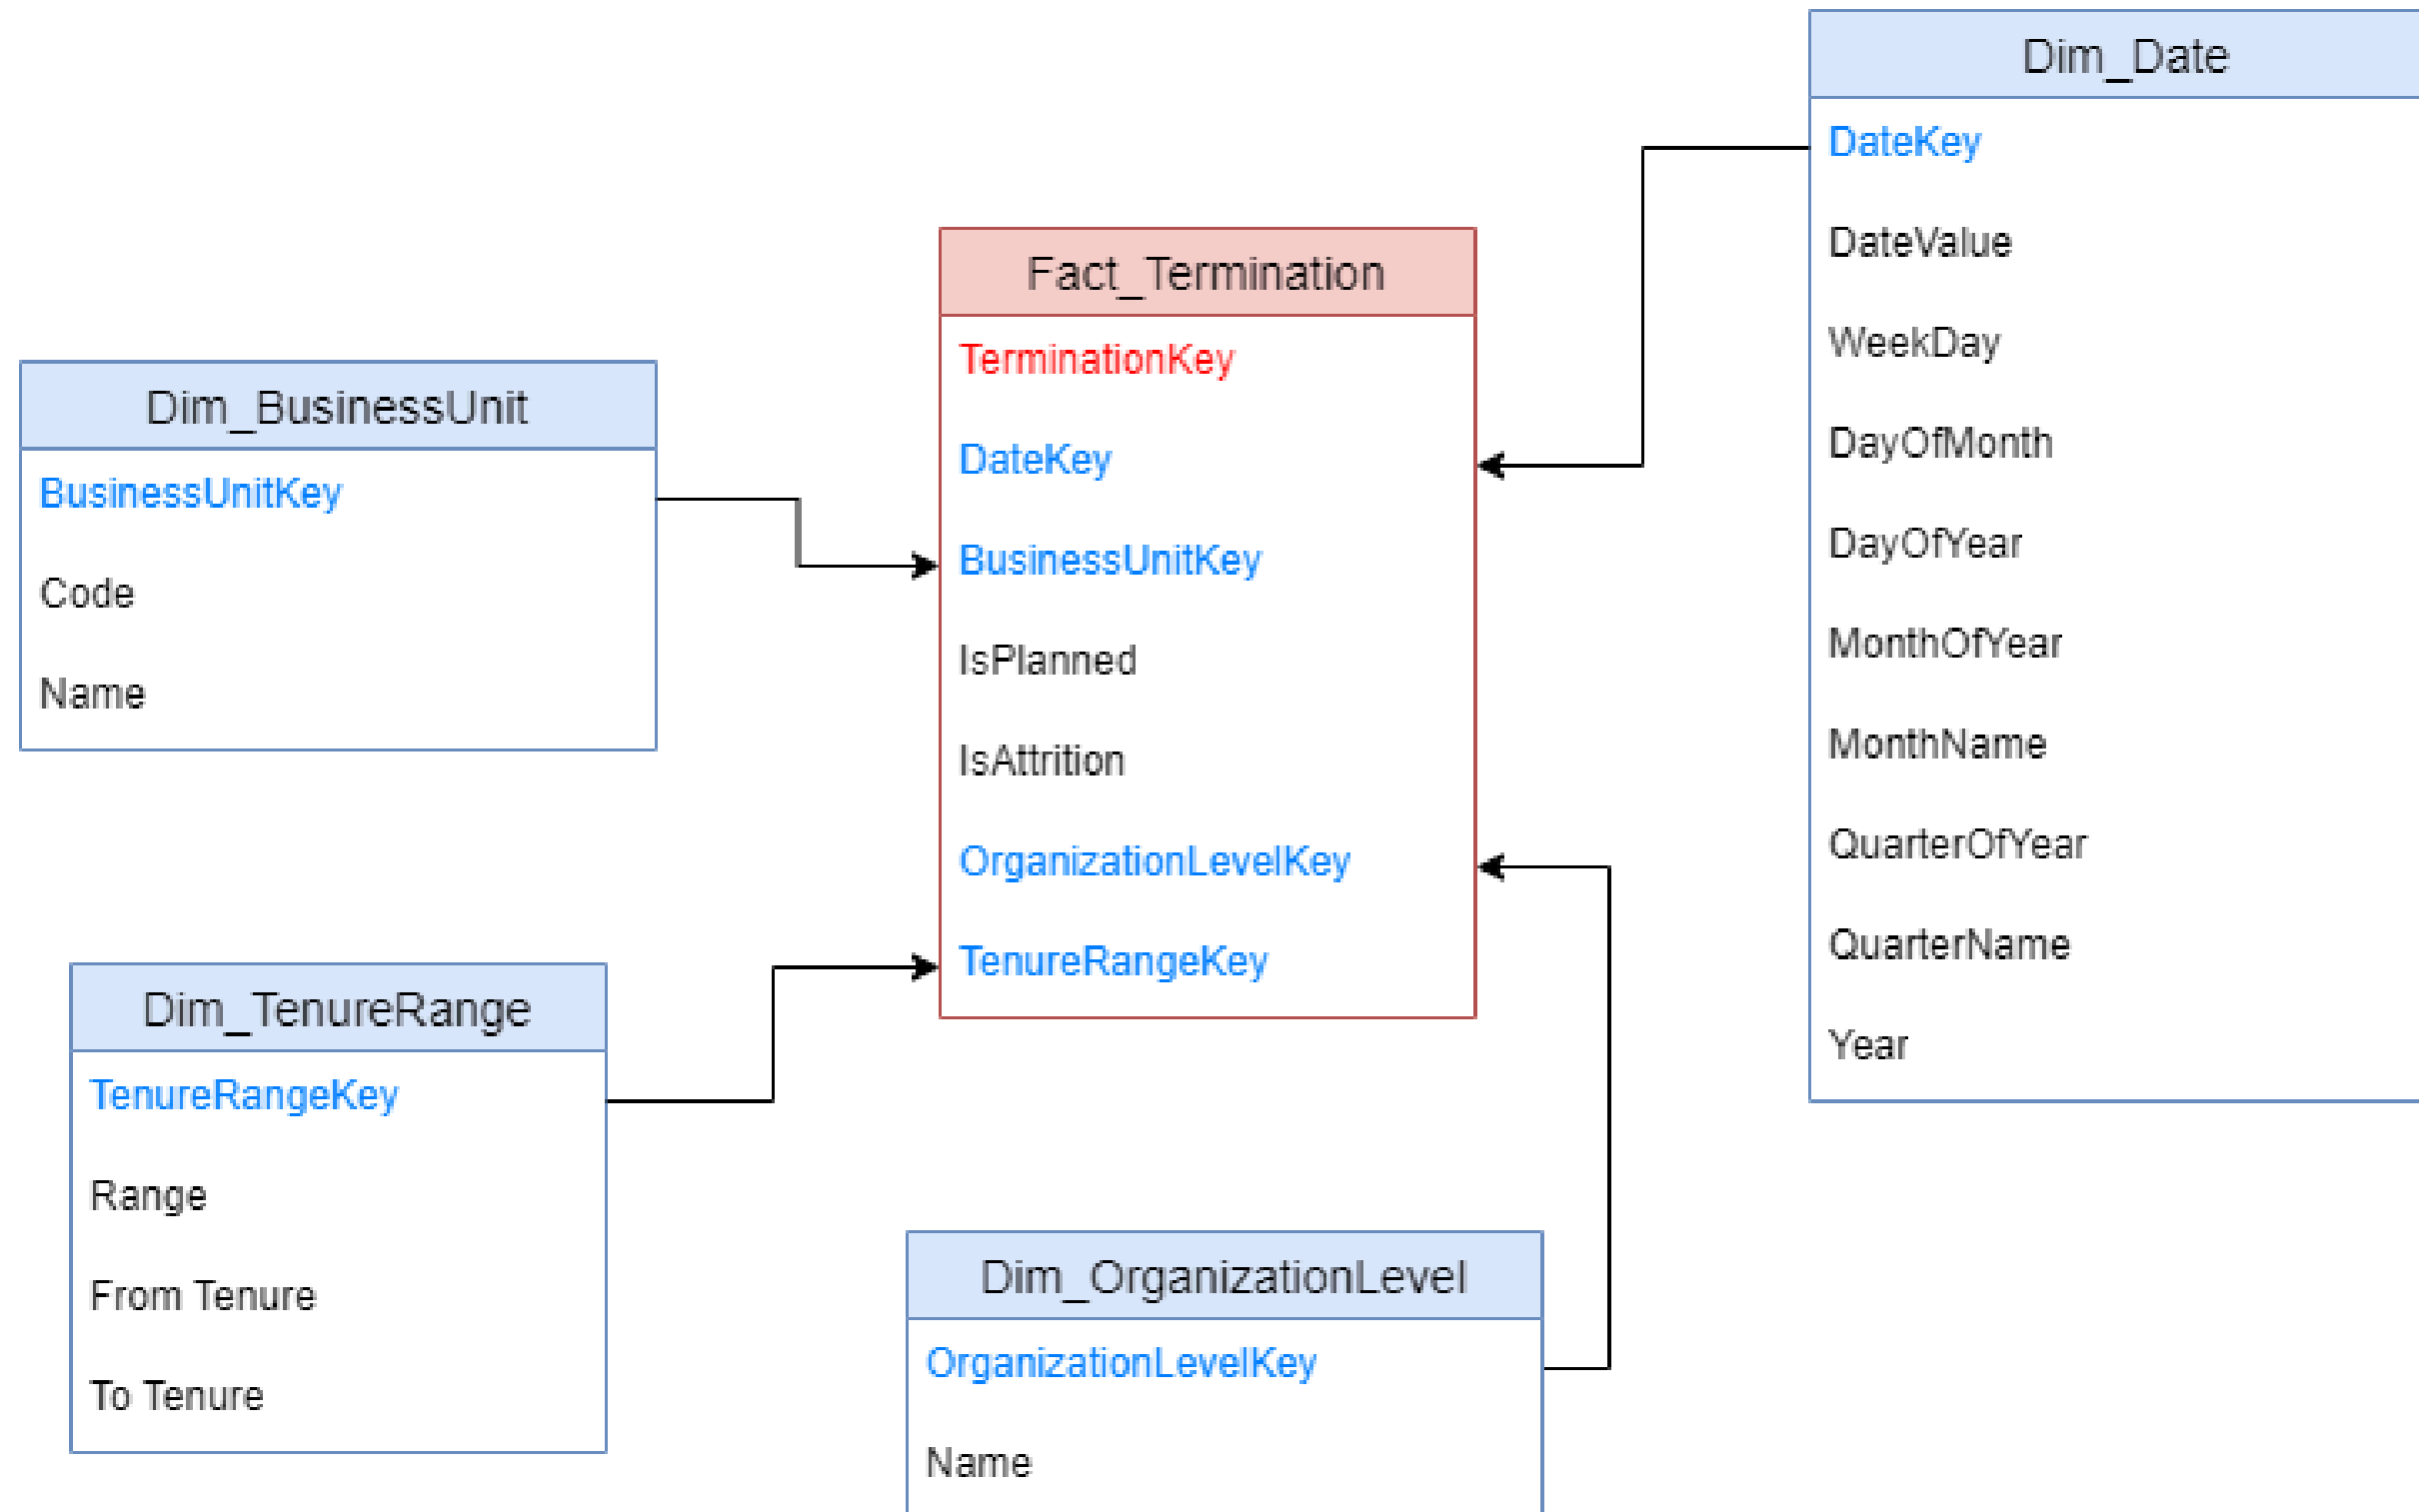 Dim_Date
DateKey
DateValue
WeekDay
DayOfMonth
DayOfYear
MonthOfYear
MonthName
QuarterOfYear
QuarterName
Year
Fact_Termination
TerminationKey
DateKey
BusinessUnitKey
IsPlanned
IsAttrition
OrganizationLevelKey
TenureRangeKey
Dim_BusinessUnit
BusinessUnitKey
Code
Name
Dim_TenureRange
TenureRangeKey
Range
From Tenure
To Tenure
Dim_OrganizationLevel
OrganizationLevelKey
Name